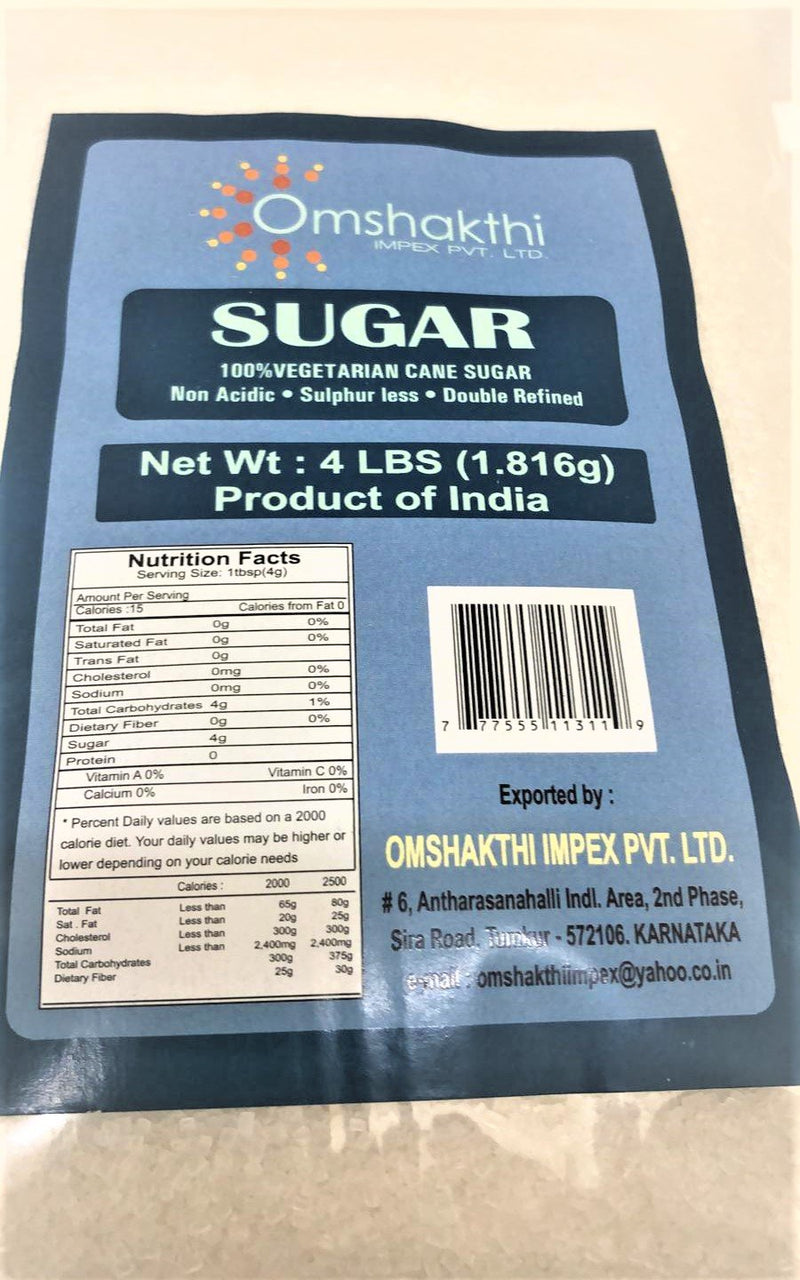 Omshakthi
IMPEX PVT. LTD.
SUGAR
100%VEGETARIAN CANE SUGAR
Non Acidic • Sulphur less • Double Refined
Net Wt : 4 LBS (1.816g)
Product of India
Nutrition Facts
Serving Size: 1tbsp(4g)
Amount Per Serving
Calories :15 Calories from Fat 0
Total Fat 0g 0%
Saturated Fat 0g 0%
Trans Fat 0g
Cholesterol 0mg 0%
Sodium 0mg 0%
Total Carbohydrates 4g 1%
Dietary Fiber 0g 0%
Sugar 4g
Protein 0
Vitamin A 0% Vitamin C 0%
Calcium 0% Iron 0%
* Percent Daily values are based on a 2000
calorie diet. Your daily values may be higher or
lower depending on your calorie needs
Calories : 2000 2500
Total Fat Less than 65g 80g
Sat . Fat Less than 20g 25g
Cholesterol Less than 300g 300g
Sodium Less than 2,400mg 2,400mg
Total Carbohydrates 300g 375g
Dietary Fiber 25g 30g
7 77555 11311 9
Exported by :
OMSHAKTHI IMPEX PVT. LTD.
# 6, Antharasanahalli Indl. Area, 2nd Phase,
Sira Road, Tumkur - 572106. KARNATAKA
e-mail : omshakthiimpex@yahoo.co.in